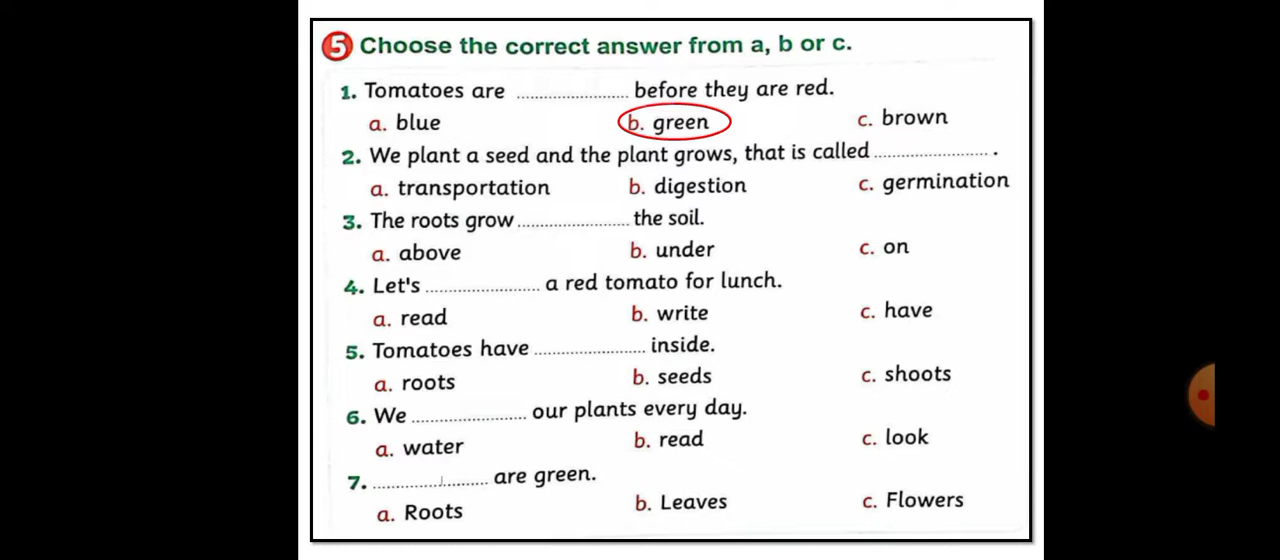 5 Choose the correct answer from a, b or c.
1. Tomatoes are .................... before they are red.
a. blue b. green c. brown
2. We plant a seed and the plant grows, that is called .................... .
a. transportation b. digestion c. germination
3. The roots grow .................... the soil.
a. above b. under c. on
4. Let's .................... a red tomato for lunch.
a. read b. write c. have
5. Tomatoes have .................... inside.
a. roots b. seeds c. shoots
6. We .................... our plants every day.
a. water b. read c. look
7. .................... are green.
a. Roots b. Leaves c. Flowers